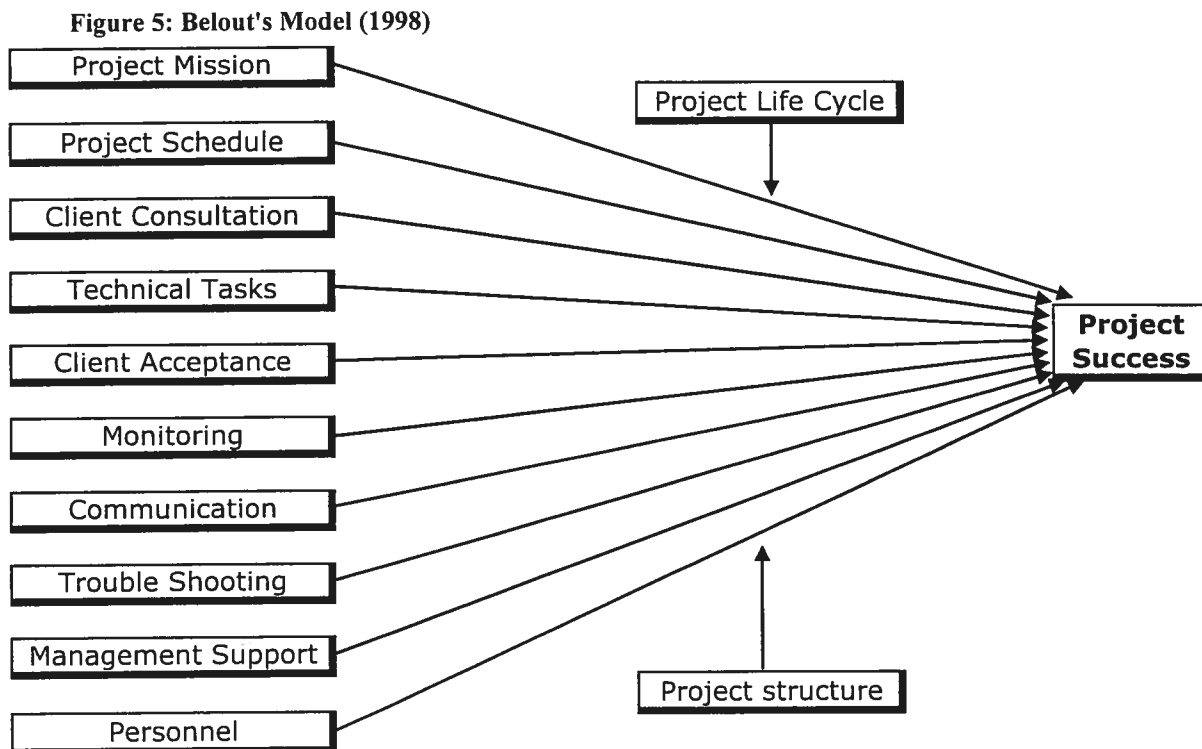 Figure 5: Belout's Model (1998)
Project Mission
Project Life Cycle
Project Schedule
Client Consultation
Technical Tasks
Project
Success
Client Acceptance
Monitoring
Communication
Trouble Shooting
Management Support
Project structure
Personnel